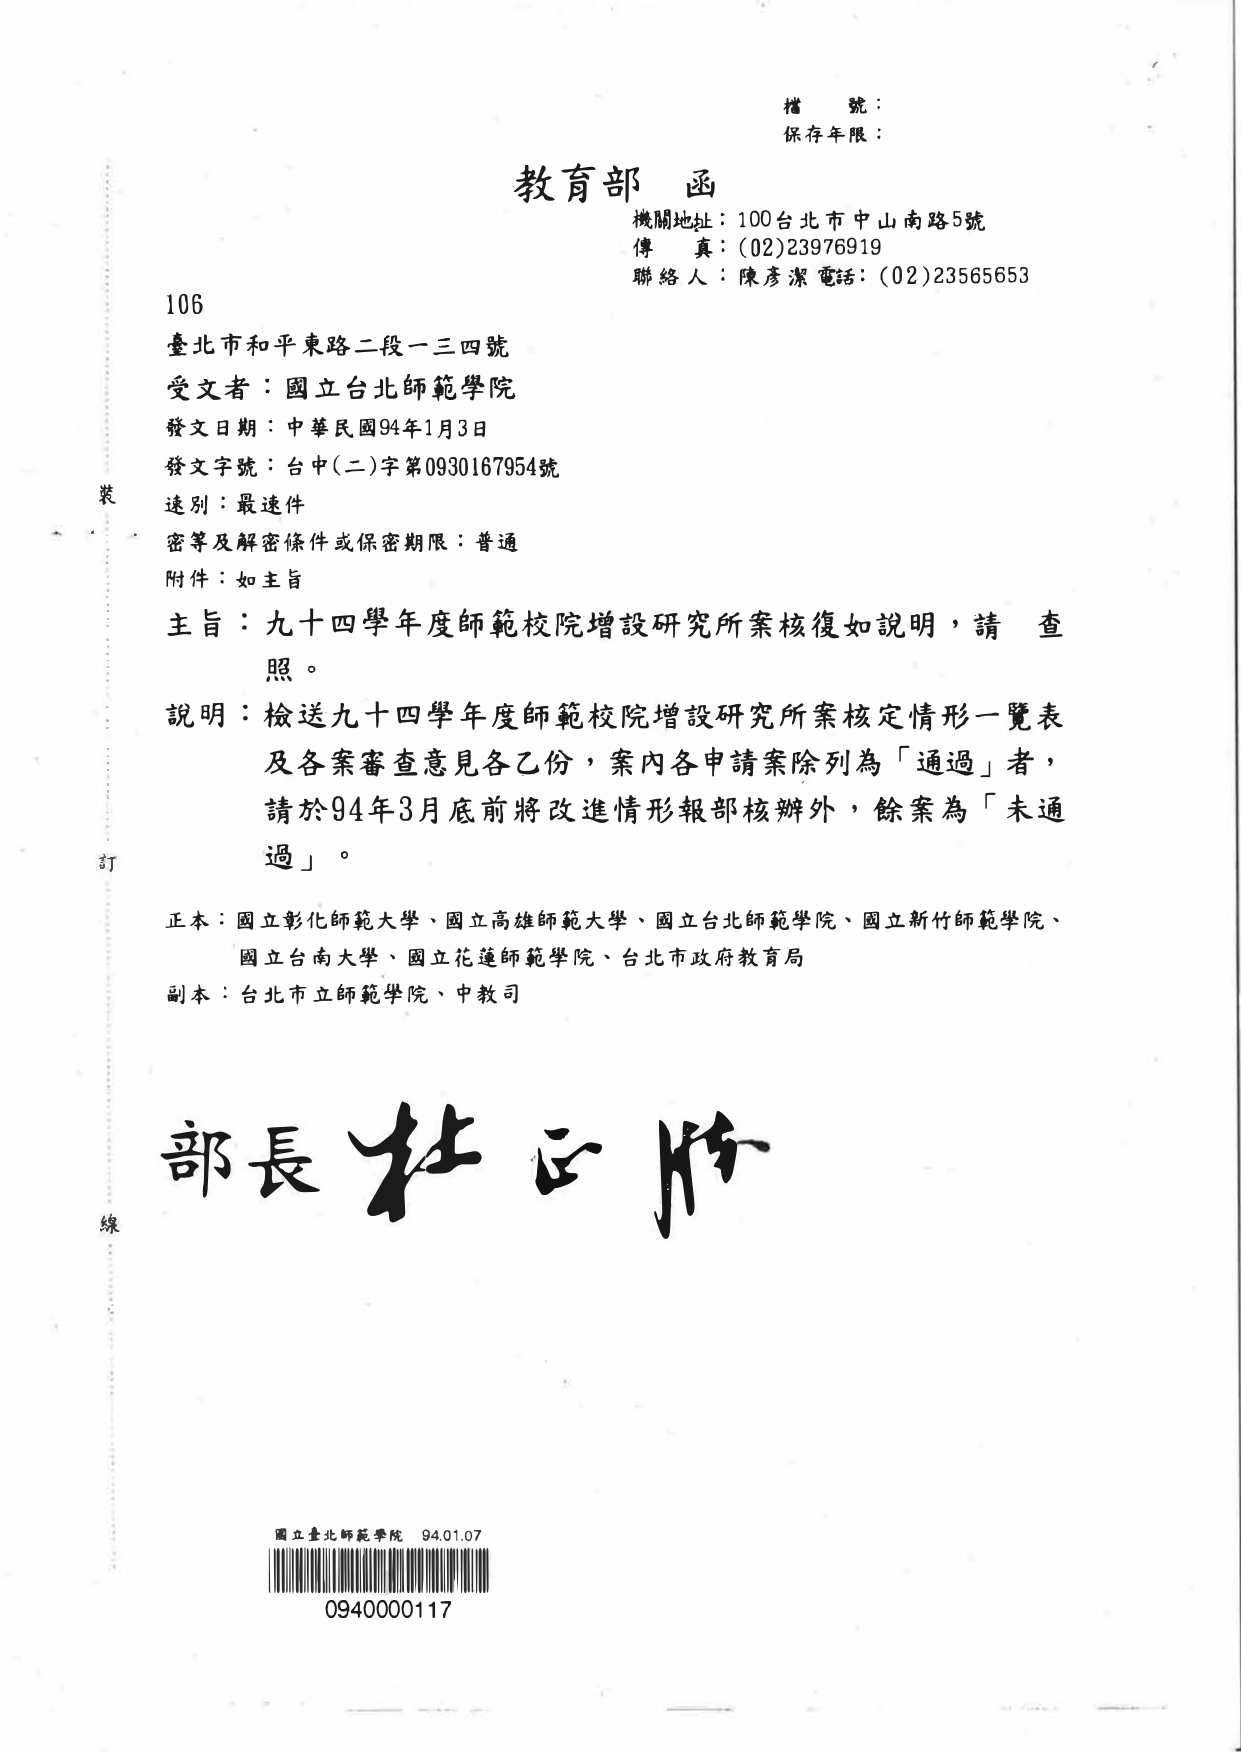 檔　　號：
保存年限：
教育部　函
機關地址：100台北市中山南路5號
傳　　真：(02)23976919
聯絡人：陳彥潔 電話：(02)23565653
106
臺北市和平東路二段一三四號
受文者：國立台北師範學院
發文日期：中華民國94年1月3日
發文字號：台中(二)字第0930167954號
速別：最速件
密等及解密條件或保密期限：普通
附件：如主旨
主旨：九十四學年度師範校院增設研究所案核復如說明，請　查
照。
說明：檢送九十四學年度師範校院增設研究所案核定情形一覽表
及各案審查意見各乙份，案內各申請案除列為「通過」者，
請於94年3月底前將改進情形報部核辦外，餘案為「未通
過」。
正本：國立彰化師範大學、國立高雄師範大學、國立台北師範學院、國立新竹師範學院、
國立台南大學、國立花蓮師範學院、台北市政府教育局
副本：台北市立師範學院、中教司
部長 杜正勝
裝
訂
線
國立臺北師範學院　94.01.07
0940000117